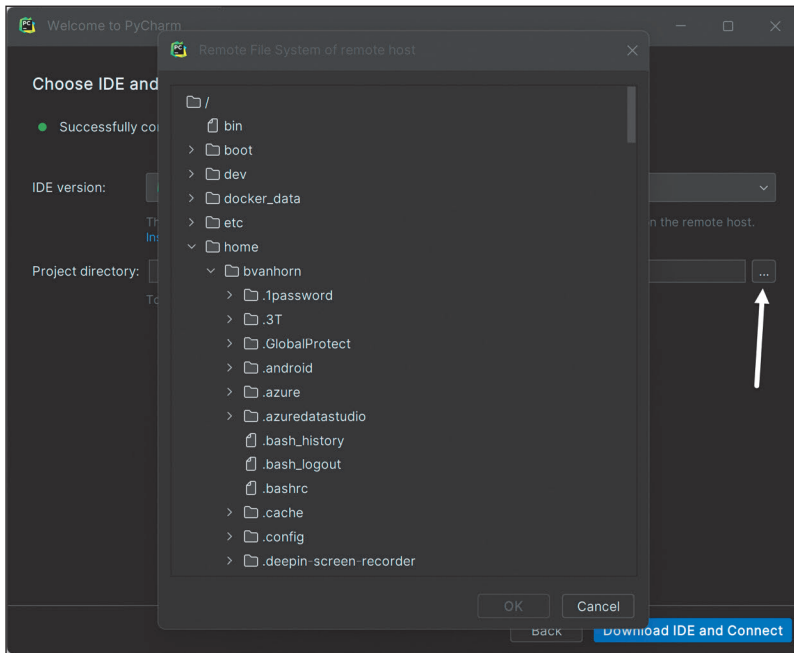 Welcome to PyCharm
Remote File System of remote host
Choose IDE and
Successfully
IDE version:
on the remote host.
Project directory:
...
/
bin
boot
dev
docker_data
etc
home
bvanhorn
.1password
.3T
.GlobalProtect
.android
.azure
.azuredatastudio
.bash_history
.bash_logout
.bashrc
.cache
.config
.deepin-screen-recorder
OK
Cancel
Back
Download IDE and Connect